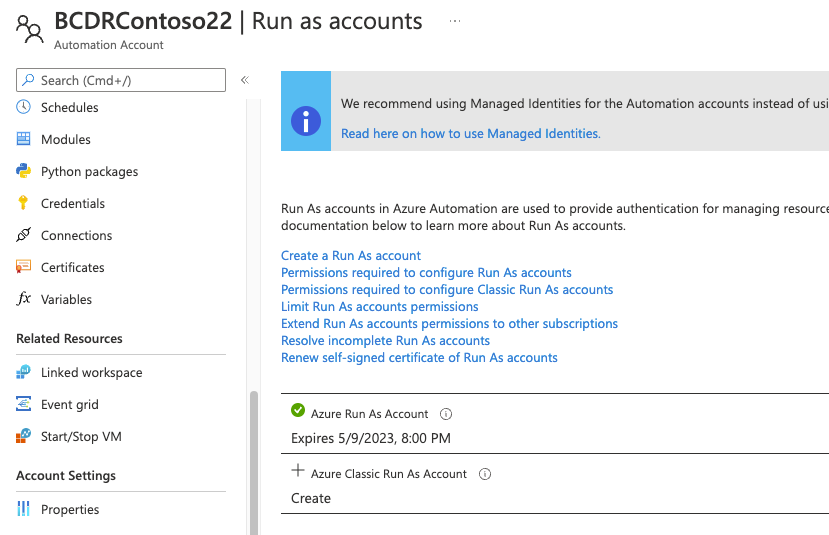 BCDRContoso22 | Run as accounts ...
Automation Account
Search (Cmd+/)
Schedules
Modules
Python packages
Credentials
Connections
Certificates
Variables
Related Resources
Linked workspace
Event grid
Start/Stop VM
Account Settings
Properties
We recommend using Managed Identities for the Automation accounts instead of usi
Read here on how to use Managed Identities.
Run As accounts in Azure Automation are used to provide authentication for managing resource
documentation below to learn more about Run As accounts.
Create a Run As account
Permissions required to configure Run As accounts
Permissions required to configure Classic Run As accounts
Limit Run As accounts permissions
Extend Run As accounts permissions to other subscriptions
Resolve incomplete Run As accounts
Renew self-signed certificate of Run As accounts
Azure Run As Account
Expires 5/9/2023, 8:00 PM
Azure Classic Run As Account
Create